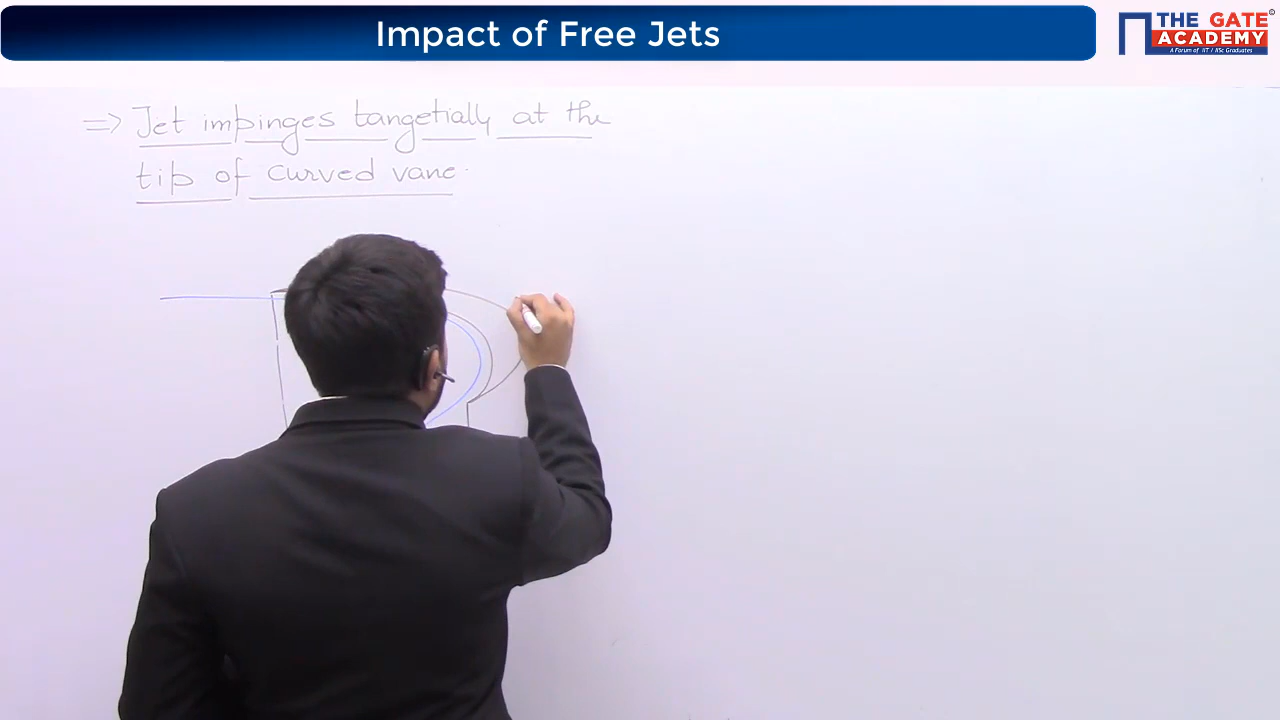 Impact of Free Jets
THE GATE
ACADEMY
A Forum of IIT / IISc Graduates
©
=> Jet impinges tangetially at the
tip of curved vane.